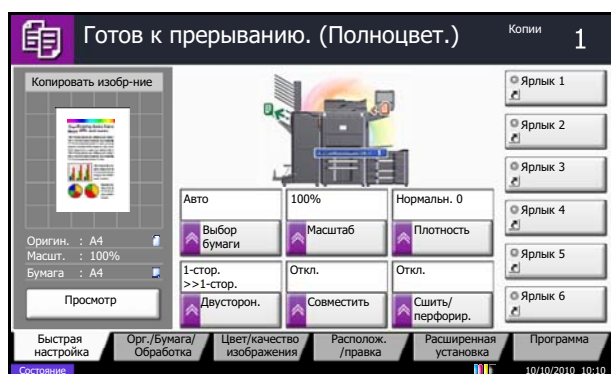 Готов к прерыванию. (Полноцвет.)
Копии
1
Копировать изобр-ние
Оригин. : A4
Масшт. : 100%
Бумага : A4
Просмотр
Авто
Выбор
бумаги
100%
Масштаб
Нормальн. 0
Плотность
1-стор.
>>1-стор.
Двусторон.
Откл.
Совместить
Откл.
Сшить/
перфорир.
Ярлык 1
Ярлык 2
Ярлык 3
Ярлык 4
Ярлык 5
Ярлык 6
Быстрая
настройка
Орг./Бумага/
Обработка
Цвет/качество
изображения
Располож.
/правка
Расширенная
установка
Программа
Состояние
10/10/2010 10:10